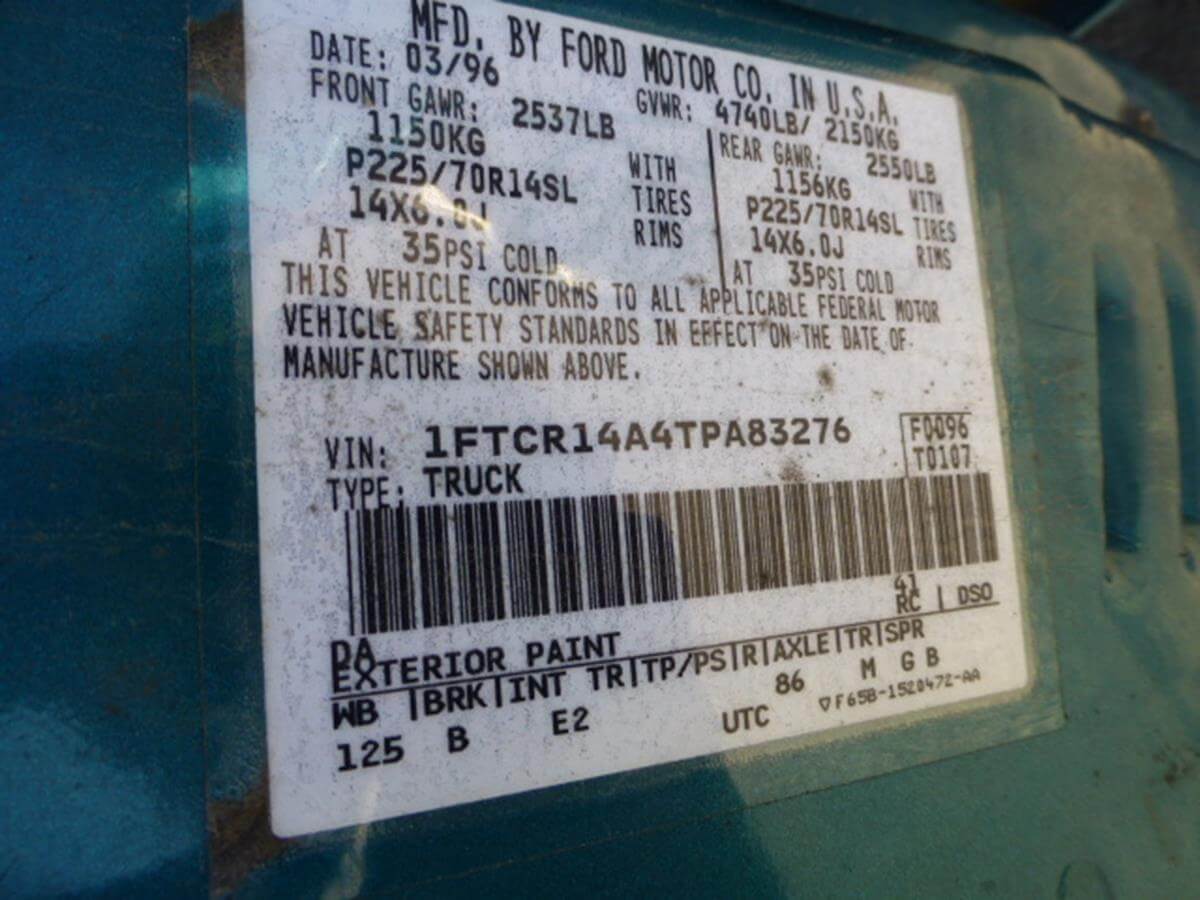 MFD. BY FORD MOTOR CO. IN U.S.A.
DATE: 03/96 GVWR: 4740LB/ 2150KG
FRONT GAWR: 2537LB REAR GAWR: 2550LB
1150KG WITH 1156KG WITH
P225/70R14SL TIRES P225/70R14SL TIRES
14X6.0J RIMS 14X6.0J RIMS
AT 35PSI COLD AT 35PSI COLD
THIS VEHICLE CONFORMS TO ALL APPLICABLE FEDERAL MOTOR
VEHICLE SAFETY STANDARDS IN EFFECT ON THE DATE OF
MANUFACTURE SHOWN ABOVE.
VIN: 1FTCR14A4TPA83276 F0096
TYPE: TRUCK T0107
41
DA RC | DSO
EXTERIOR PAINT
WB |BRK|INT TR|TP/PS|R|AXLE|TR|SPR
125 B E2 UTC 86 M G B
▽F65B-1520472-AA